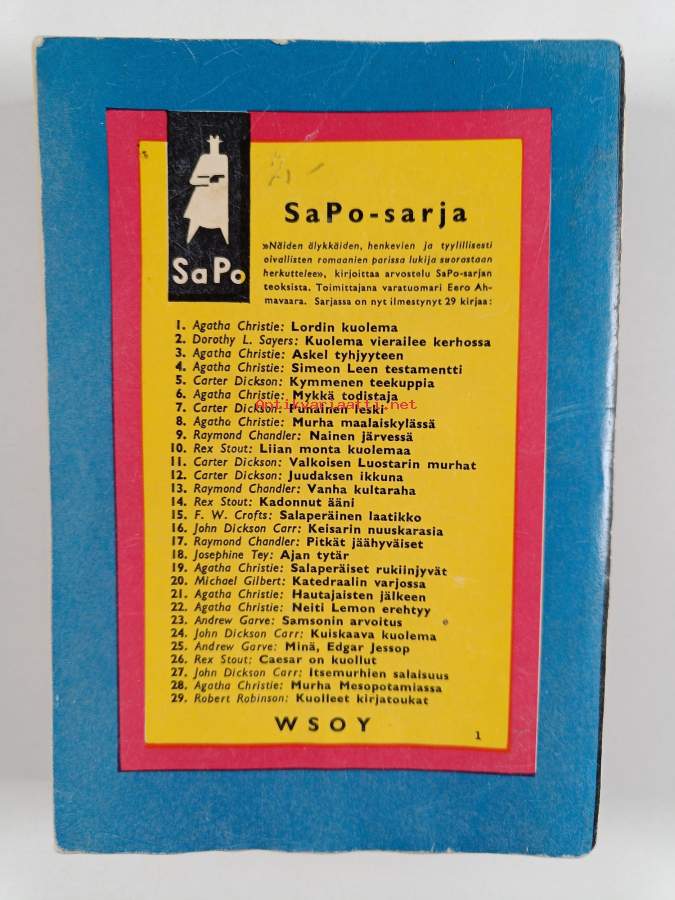 SaPo
SaPo-sarja
»Näiden älykkäiden, henkevien ja tyylillisesti
oivallisten romaanien parissa lukija suorastaan
herkuttelee», kirjoittaa arvostelu SaPo-sarjan
teoksista. Toimittajana varatuomari Eero Ah-
mavaara. Sarjassa on nyt ilmestynyt 29 kirjaa:
1. Agatha Christie: Lordin kuolema
2. Dorothy L. Sayers: Kuolema vierailee kerhossa
3. Agatha Christie: Askel tyhjyyteen
4. Agatha Christie: Simeon Leen testamentti
5. Carter Dickson: Kymmenen teekuppia
6. Agatha Christie: Mykkä todistaja
Optikvariaatti.net
7. Carter Dickson: Punainen leski
8. Agatha Christie: Murha maalaiskylässä
9. Raymond Chandler: Nainen järvessä
10. Rex Stout: Liian monta kuolemaa
11. Carter Dickson: Valkoisen Luostarin murhat
12. Carter Dickson: Juudaksen ikkuna
13. Raymond Chandler: Vanha kultaraha
14. Rex Stout: Kadonnut ääni
15. F. W. Crofts: Salaperäinen laatikko
16. John Dickson Carr: Keisarin nuuskarasia
17. Raymond Chandler: Pitkät jäähyväiset
18. Josephine Tey: Ajan tytär
19. Agatha Christie: Salaperäiset rukiinjyvät
20. Michael Gilbert: Katedraalin varjossa
21. Agatha Christie: Hautajaisten jälkeen
22. Agatha Christie: Neiti Lemon erehtyy
23. Andrew Garve: Samsonin arvoitus
24. John Dickson Carr: Kuiskaava kuolema
25. Andrew Garve: Minä, Edgar Jessop
26. Rex Stout: Caesar on kuollut
27. John Dickson Carr: Itsemurhien salaisuus
28. Agatha Christie: Murha Mesopotamiassa
29. Robert Robinson: Kuolleet kirjatoukat
WSOY
1